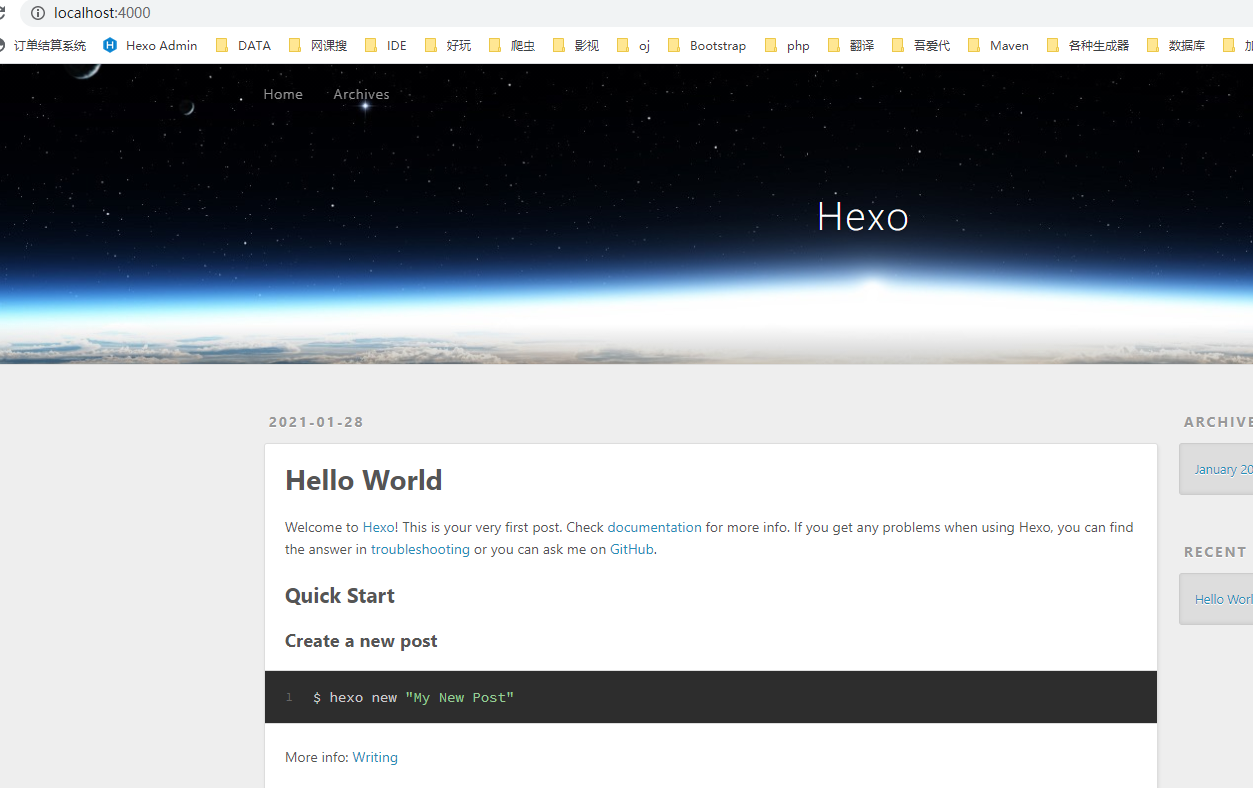 localhost:4000
订单结算系统 Hexo Admin DATA 网课搜 IDE 好玩 爬虫 影视 oj Bootstrap php 翻译 吾爱代 Maven 各种生成器 数据库 加
Home Archives
Hexo
2021-01-28
ARCHIVE
Hello World
January 20
Welcome to Hexo! This is your very first post. Check documentation for more info. If you get any problems when using Hexo, you can find
the answer in troubleshooting or you can ask me on GitHub.
RECENT
Quick Start
Hello Worl
Create a new post
1 $ hexo new "My New Post"
More info: Writing